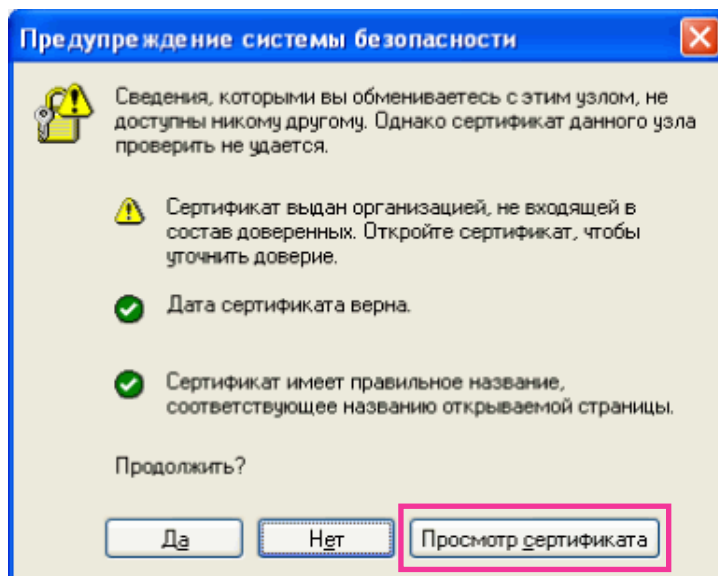 Предупреждение системы безопасности
Сведения, которыми вы обмениваетесь с этим узлом, не
доступны никому другому. Однако сертификат данного узла
проверить не удается.
Сертификат выдан организацией, не входящей в
состав доверенных. Откройте сертификат, чтобы
уточнить доверие.
Дата сертификата верна.
Сертификат имеет правильное название,
соответствующее названию открываемой страницы.
Продолжить?
Да Нет Просмотр сертификата